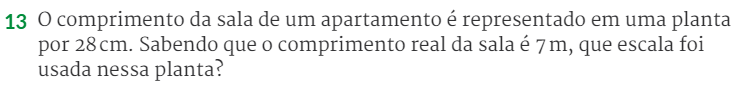 13 O comprimento da sala de um apartamento é representado em uma planta
por 28 cm. Sabendo que o comprimento real da sala é 7 m, que escala foi
usada nessa planta?